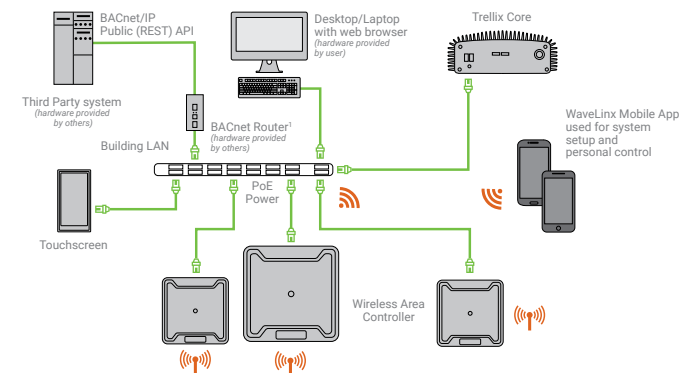 BACnet/IP
Public (REST) API
Desktop/Laptop
with web browser
(hardware provided
by user)
Trellix Core
Third Party system
(hardware provided
by others)
BACnet Router¹
(hardware provided
by others)
Building LAN
WaveLinx Mobile App
used for system
setup and
personal control
PoE
Power
Touchscreen
Wireless Area
Controller